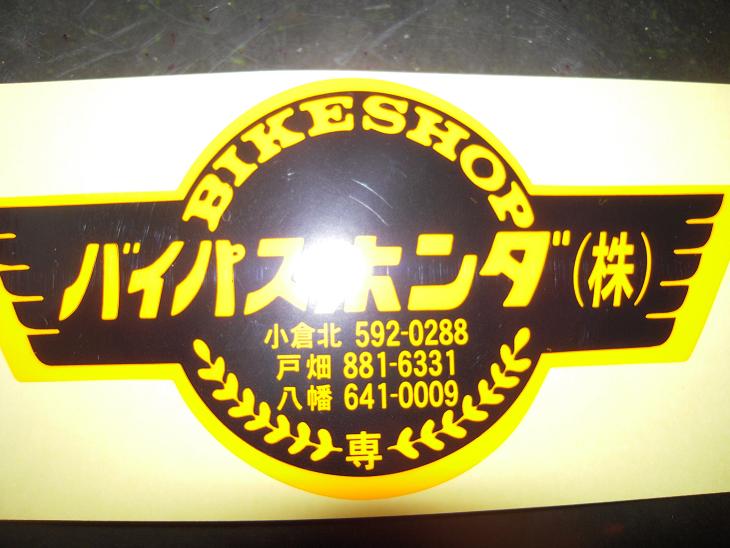 BIKESHOP
バイパスホンダ(株)
小倉北 592-0288
戸畑 881-6331
八幡 641-0009
専